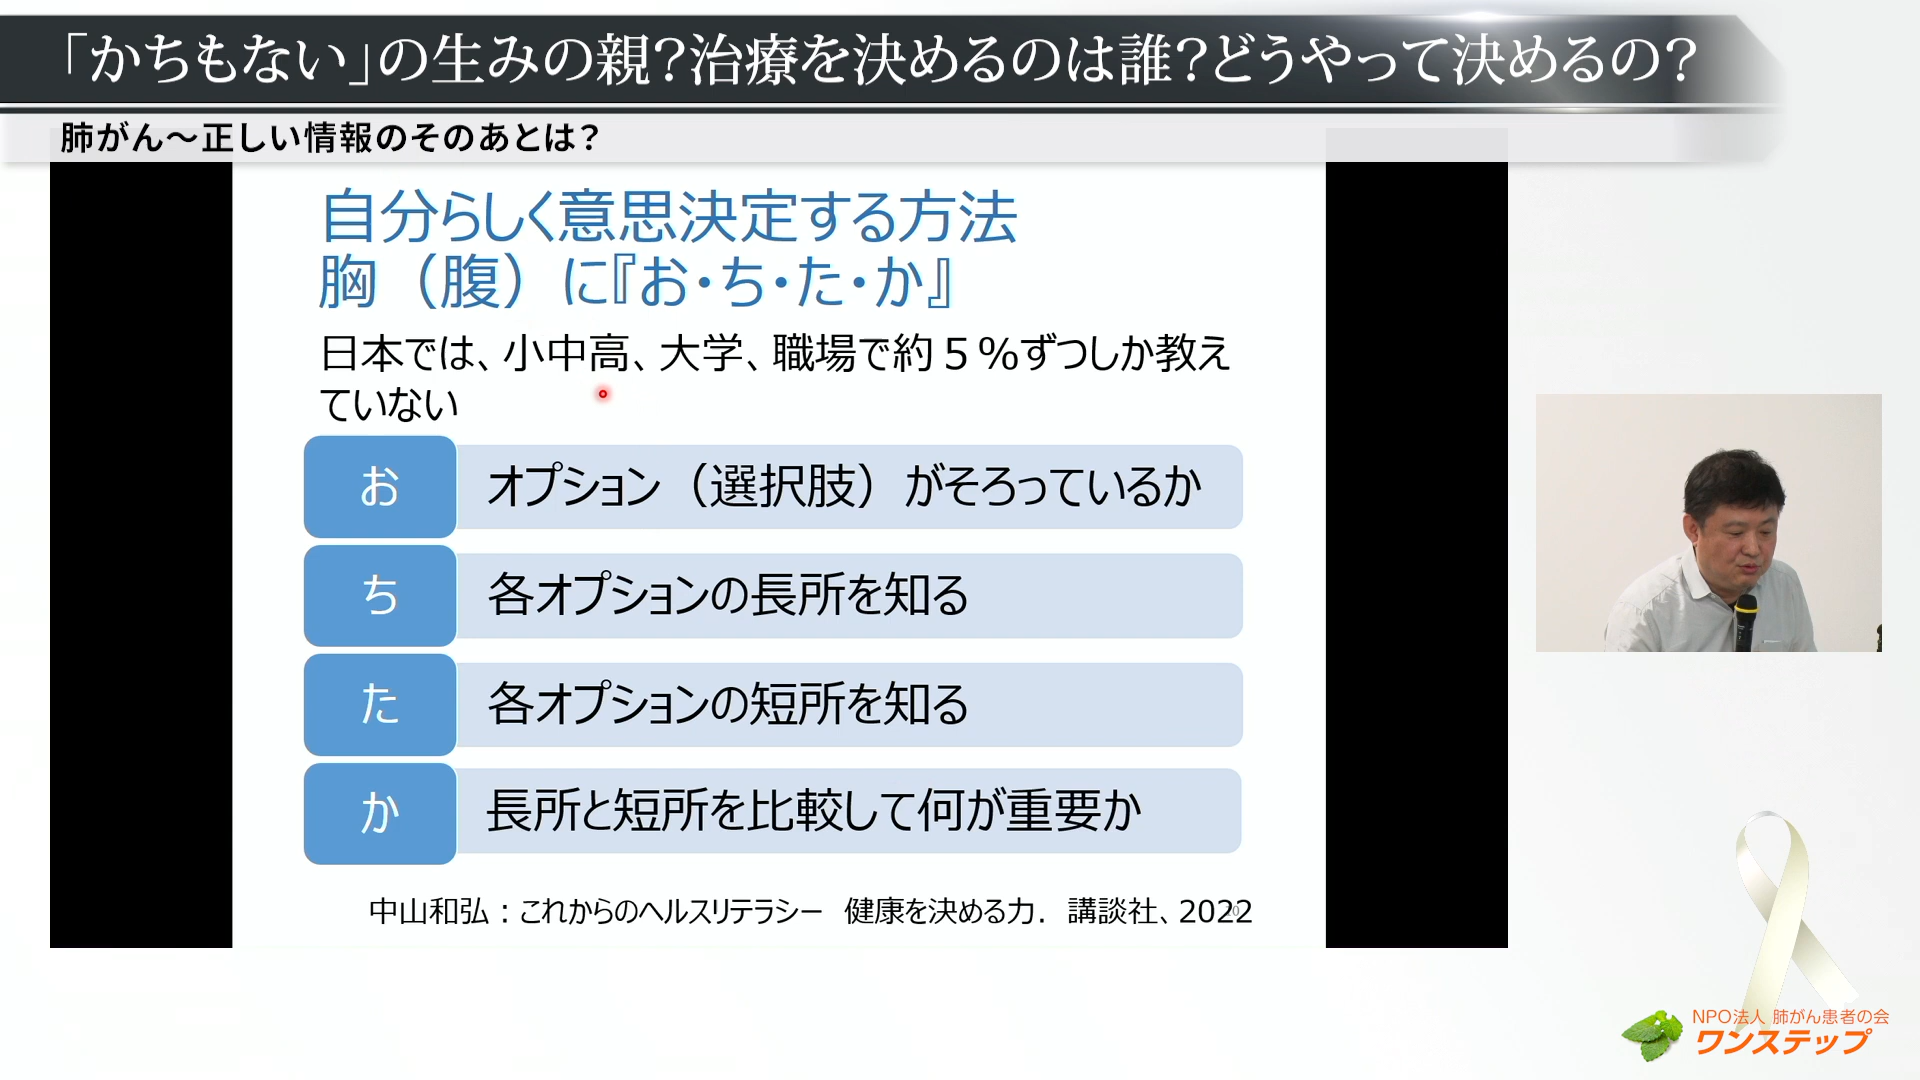 「かちもない」の生みの親？治療を決めるのは誰？どうやって決めるの？
肺がん～正しい情報のそのあとは？
自分らしく意思決定する方法
胸（腹）に『お・ち・た・か』
日本では、小中高、大学、職場で約５％ずつしか教え
ていない
お
オプション（選択肢）がそろっているか
ち
各オプションの長所を知る
た
各オプションの短所を知る
か
長所と短所を比較して何が重要か
中山和弘：これからのヘルスリテラシー　健康を決める力．講談社、2022
NPO法人 肺がん患者の会
ワンステップ